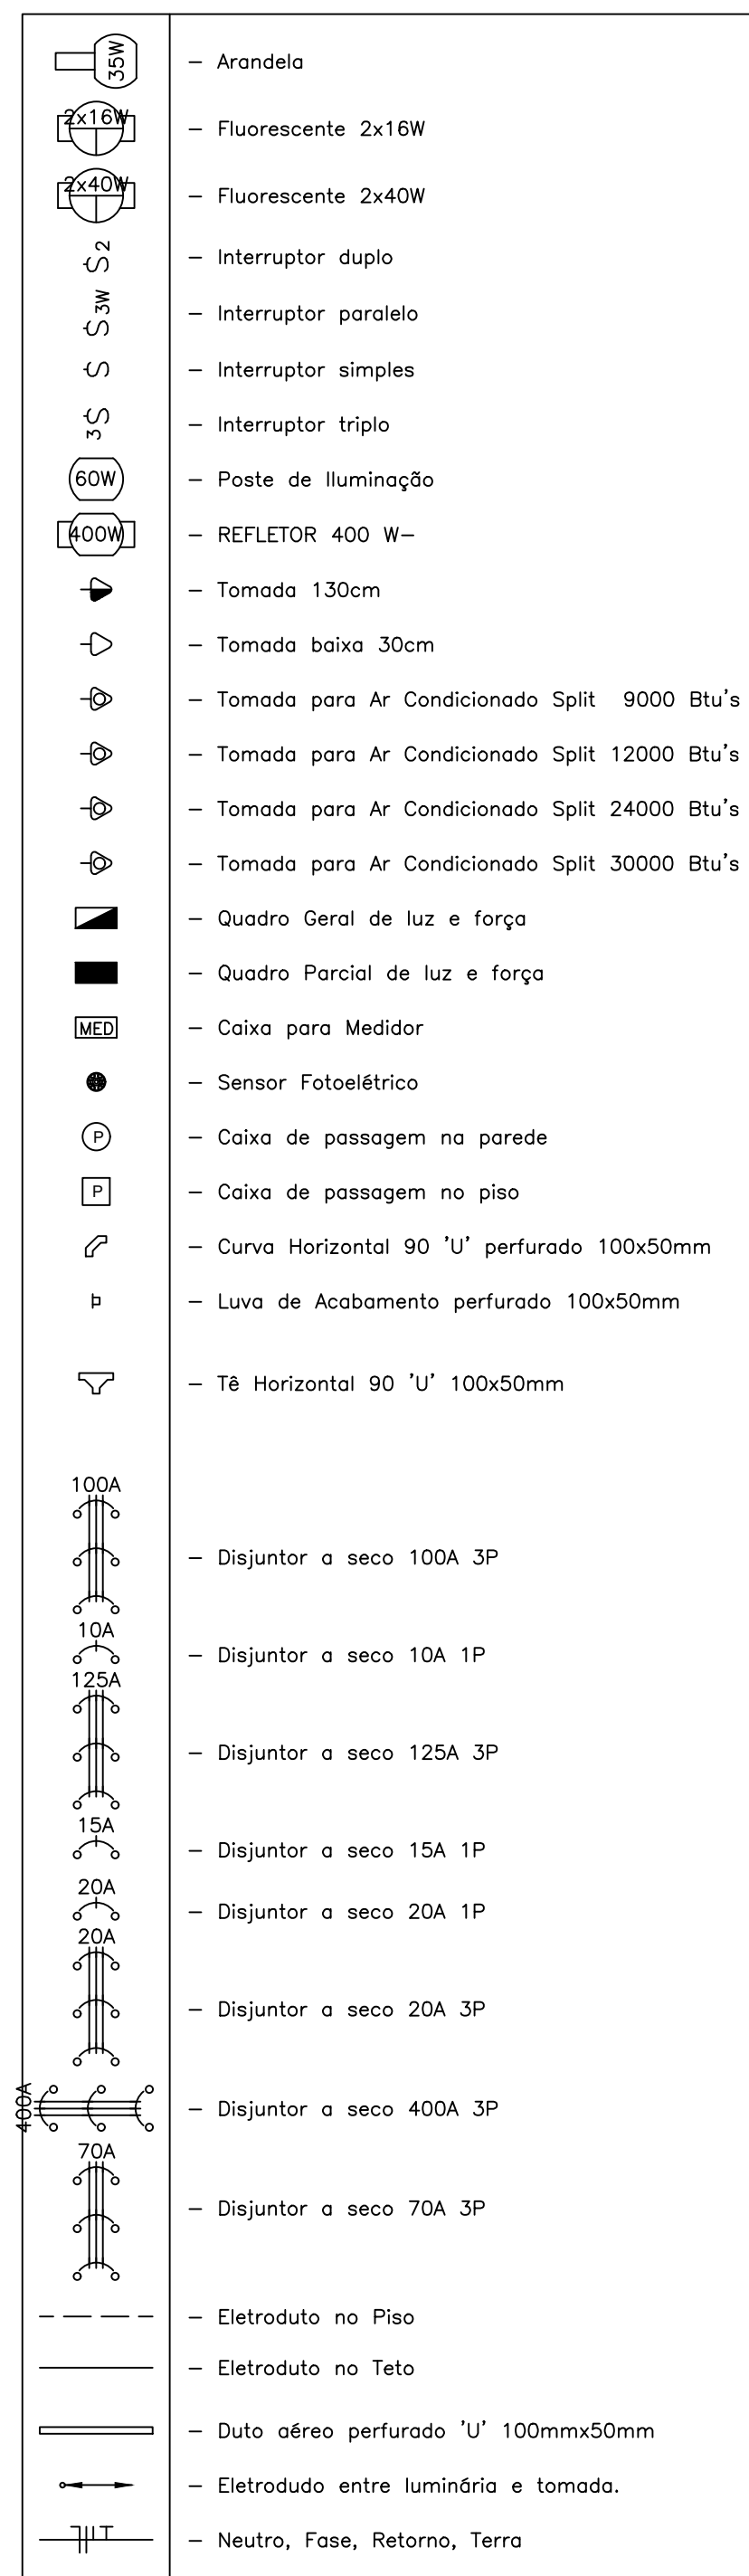 35W – Arandela
2x16W – Fluorescente 2x16W
2x40W – Fluorescente 2x40W
S2 – Interruptor duplo
S3W – Interruptor paralelo
S – Interruptor simples
3S – Interruptor triplo
60W – Poste de Iluminação
400W – REFLETOR 400 W–
– Tomada 130cm
– Tomada baixa 30cm
– Tomada para Ar Condicionado Split 9000 Btu's
– Tomada para Ar Condicionado Split 12000 Btu's
– Tomada para Ar Condicionado Split 24000 Btu's
– Tomada para Ar Condicionado Split 30000 Btu's
– Quadro Geral de luz e força
– Quadro Parcial de luz e força
MED – Caixa para Medidor
– Sensor Fotoelétrico
P – Caixa de passagem na parede
P – Caixa de passagem no piso
– Curva Horizontal 90 'U' perfurado 100x50mm
– Luva de Acabamento perfurado 100x50mm
– Tê Horizontal 90 'U' 100x50mm
100A
– Disjuntor a seco 100A 3P
10A
– Disjuntor a seco 10A 1P
125A
– Disjuntor a seco 125A 3P
15A
– Disjuntor a seco 15A 1P
20A
– Disjuntor a seco 20A 1P
20A
– Disjuntor a seco 20A 3P
400A – Disjuntor a seco 400A 3P
70A
– Disjuntor a seco 70A 3P
– Eletroduto no Piso
– Eletroduto no Teto
– Duto aéreo perfurado 'U' 100mmx50mm
– Eletrodudo entre luminária e tomada.
– Neutro, Fase, Retorno, Terra